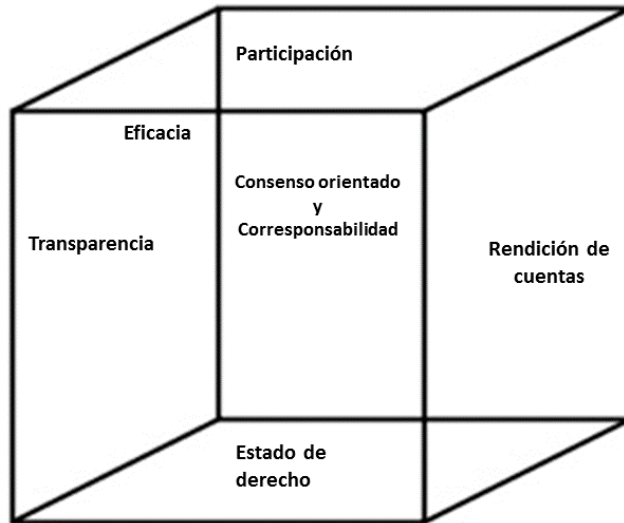 Participación
Eficacia
Consenso orientado
y
Corresponsabilidad
Transparencia
Rendición de
cuentas
Estado de
derecho